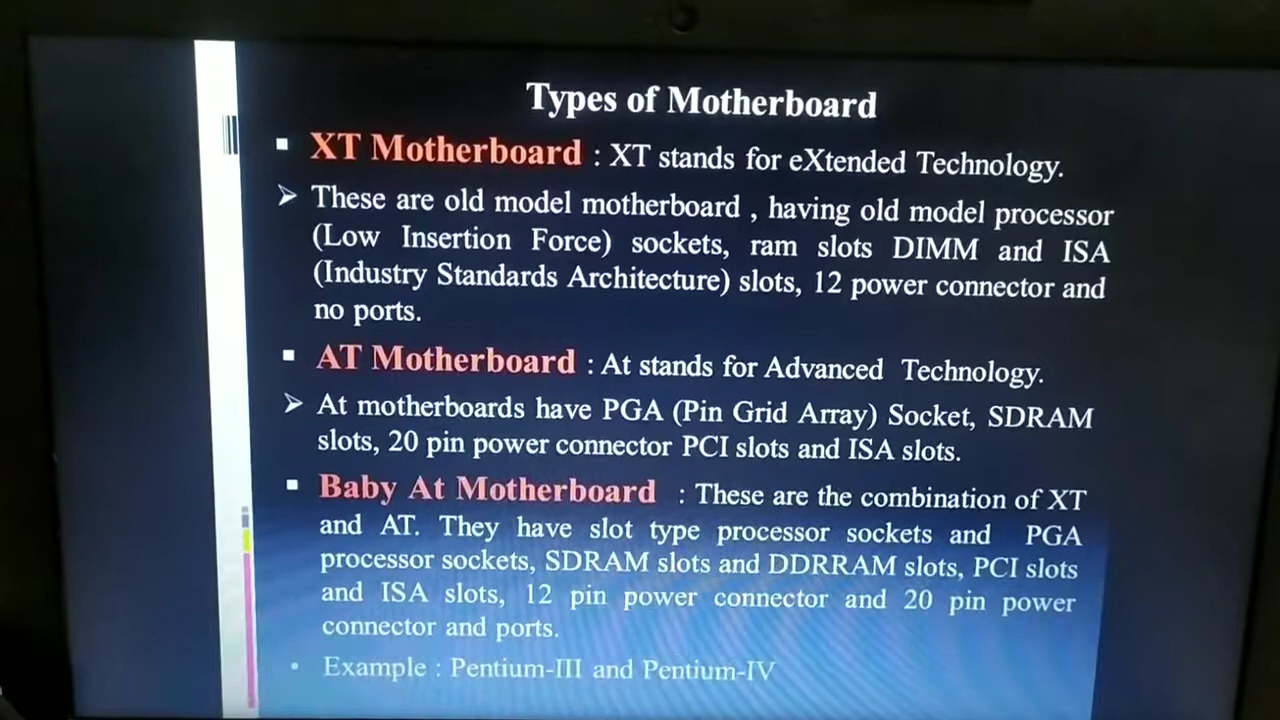 Types of Motherboard
▪ XT Motherboard : XT stands for eXtended Technology.
➢ These are old model motherboard , having old model processor
(Low Insertion Force) sockets, ram slots DIMM and ISA
(Industry Standards Architecture) slots, 12 power connector and
no ports.
▪ AT Motherboard : At stands for Advanced Technology.
➢ At motherboards have PGA (Pin Grid Array) Socket, SDRAM
slots, 20 pin power connector PCI slots and ISA slots.
▪ Baby At Motherboard : These are the combination of XT
and AT. They have slot type processor sockets and PGA
processor sockets, SDRAM slots and DDRRAM slots, PCI slots
and ISA slots, 12 pin power connector and 20 pin power
connector and ports.
• Example : Pentium-III and Pentium-IV